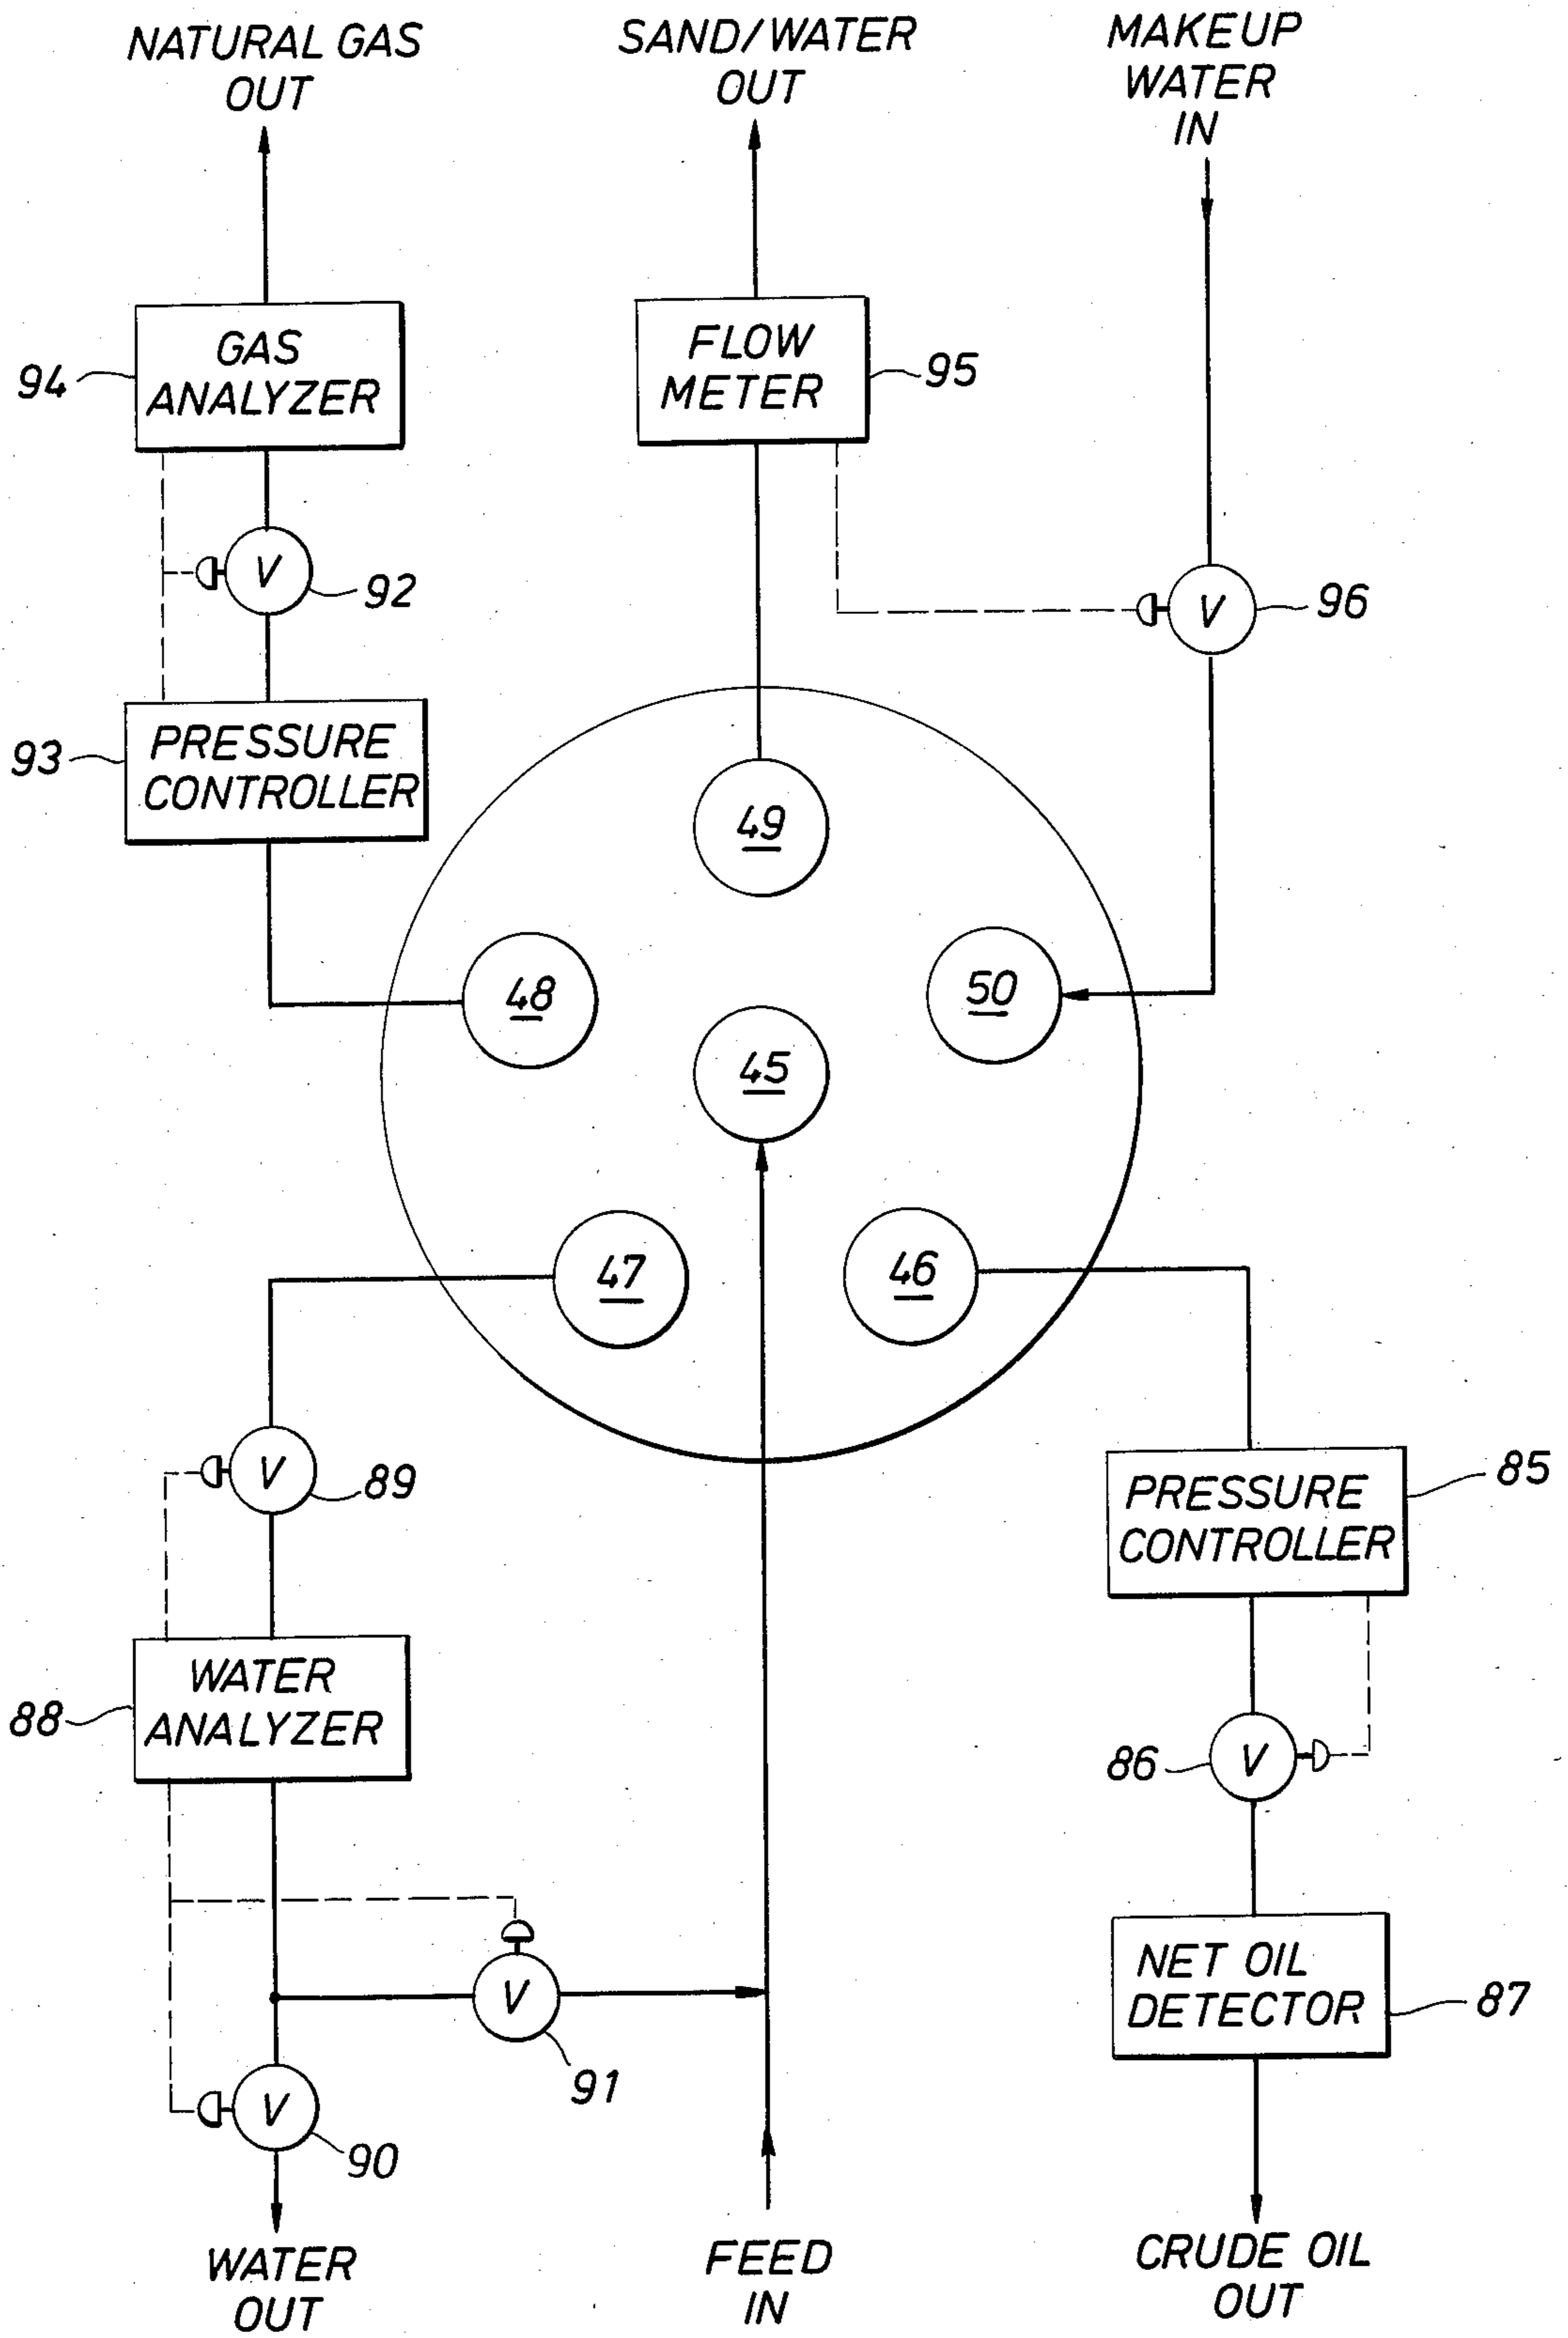 NATURAL GAS
OUT
SAND/WATER
OUT
MAKEUP
WATER
IN
GAS
ANALYZER
94
FLOW
METER
95
V
92
V
96
PRESSURE
CONTROLLER
93
49
48
50
45
47
46
V
89
PRESSURE
CONTROLLER
85
WATER
ANALYZER
88
V
86
V
91
NET OIL
DETECTOR
87
V
90
WATER
OUT
FEED
IN
CRUDE OIL
OUT